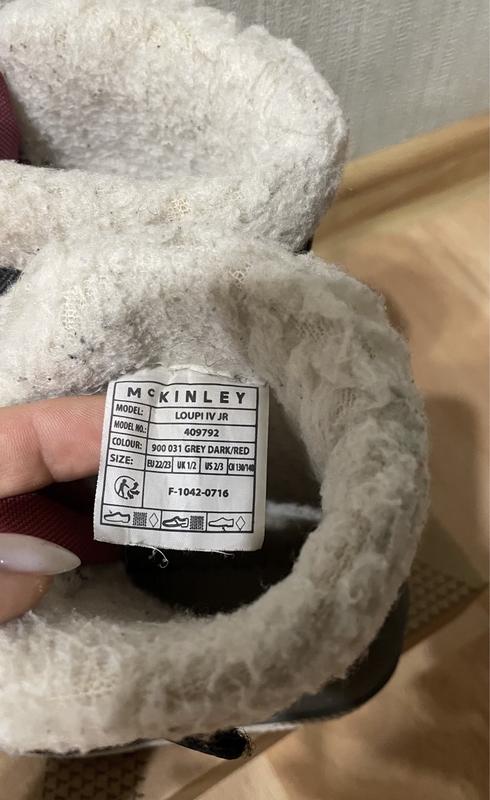 McKINLEY
MODEL: LOUPI IV JR
MODEL NO.: 409792
COLOUR: 900 031 GREY DARK/RED
SIZE: EU 22/23 UK 1/2 US 2/3 CN 130/140
F-1042-0716